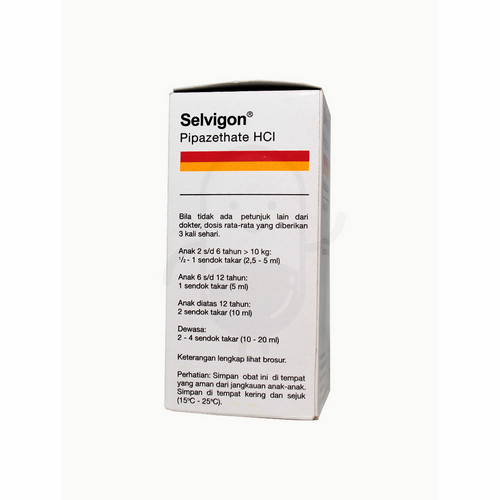 Selvigon®
Pipazethate HCl
Bila tidak ada petunjuk lain dari
dokter, dosis rata-rata yang diberikan
3 kali sehari.
Anak 2 s/d 6 tahun > 10 kg:
½ - 1 sendok takar (2,5 - 5 ml)
Anak 6 s/d 12 tahun:
1 sendok takar (5 ml)
Anak diatas 12 tahun:
2 sendok takar (10 ml)
Dewasa:
2 - 4 sendok takar (10 - 20 ml)
Keterangan lengkap lihat brosur.
Perhatian: Simpan obat ini di tempat
yang aman dari jangkauan anak-anak.
Simpan di tempat kering dan sejuk
(15ºC - 25ºC).